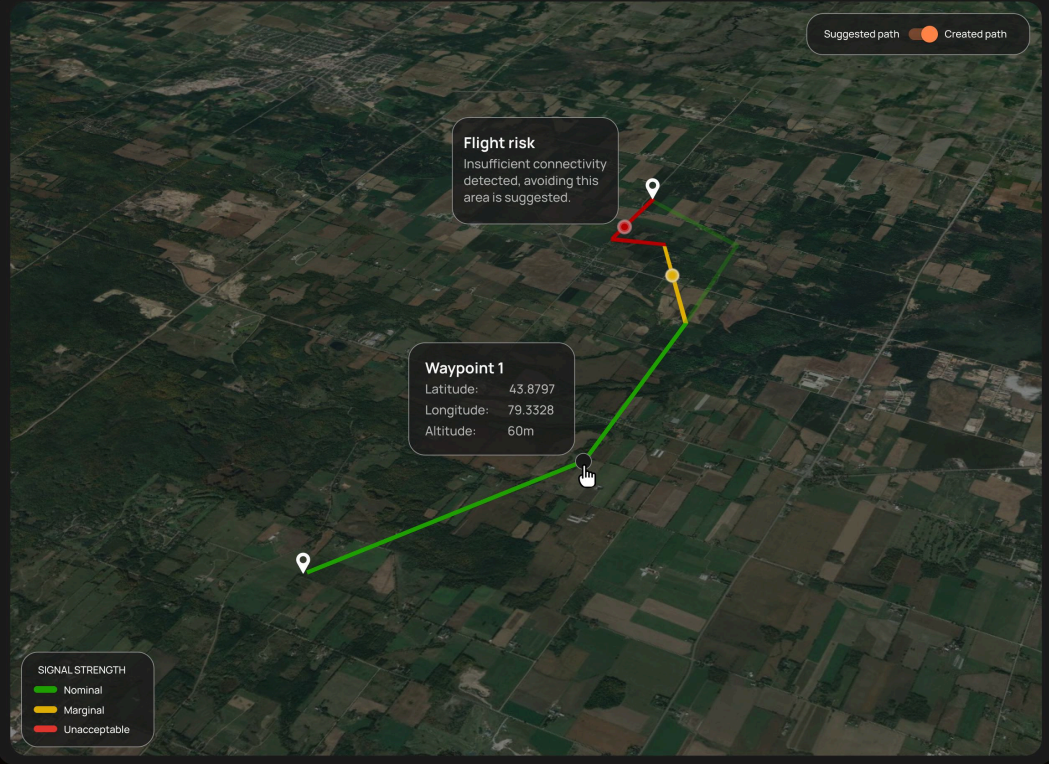 Suggested path
Created path
Flight risk
Insufficient connectivity
detected, avoiding this
area is suggested.
Waypoint 1
Latitude: 43.8797
Longitude: 79.3328
Altitude: 60m
SIGNAL STRENGTH
Nominal
Marginal
Unacceptable